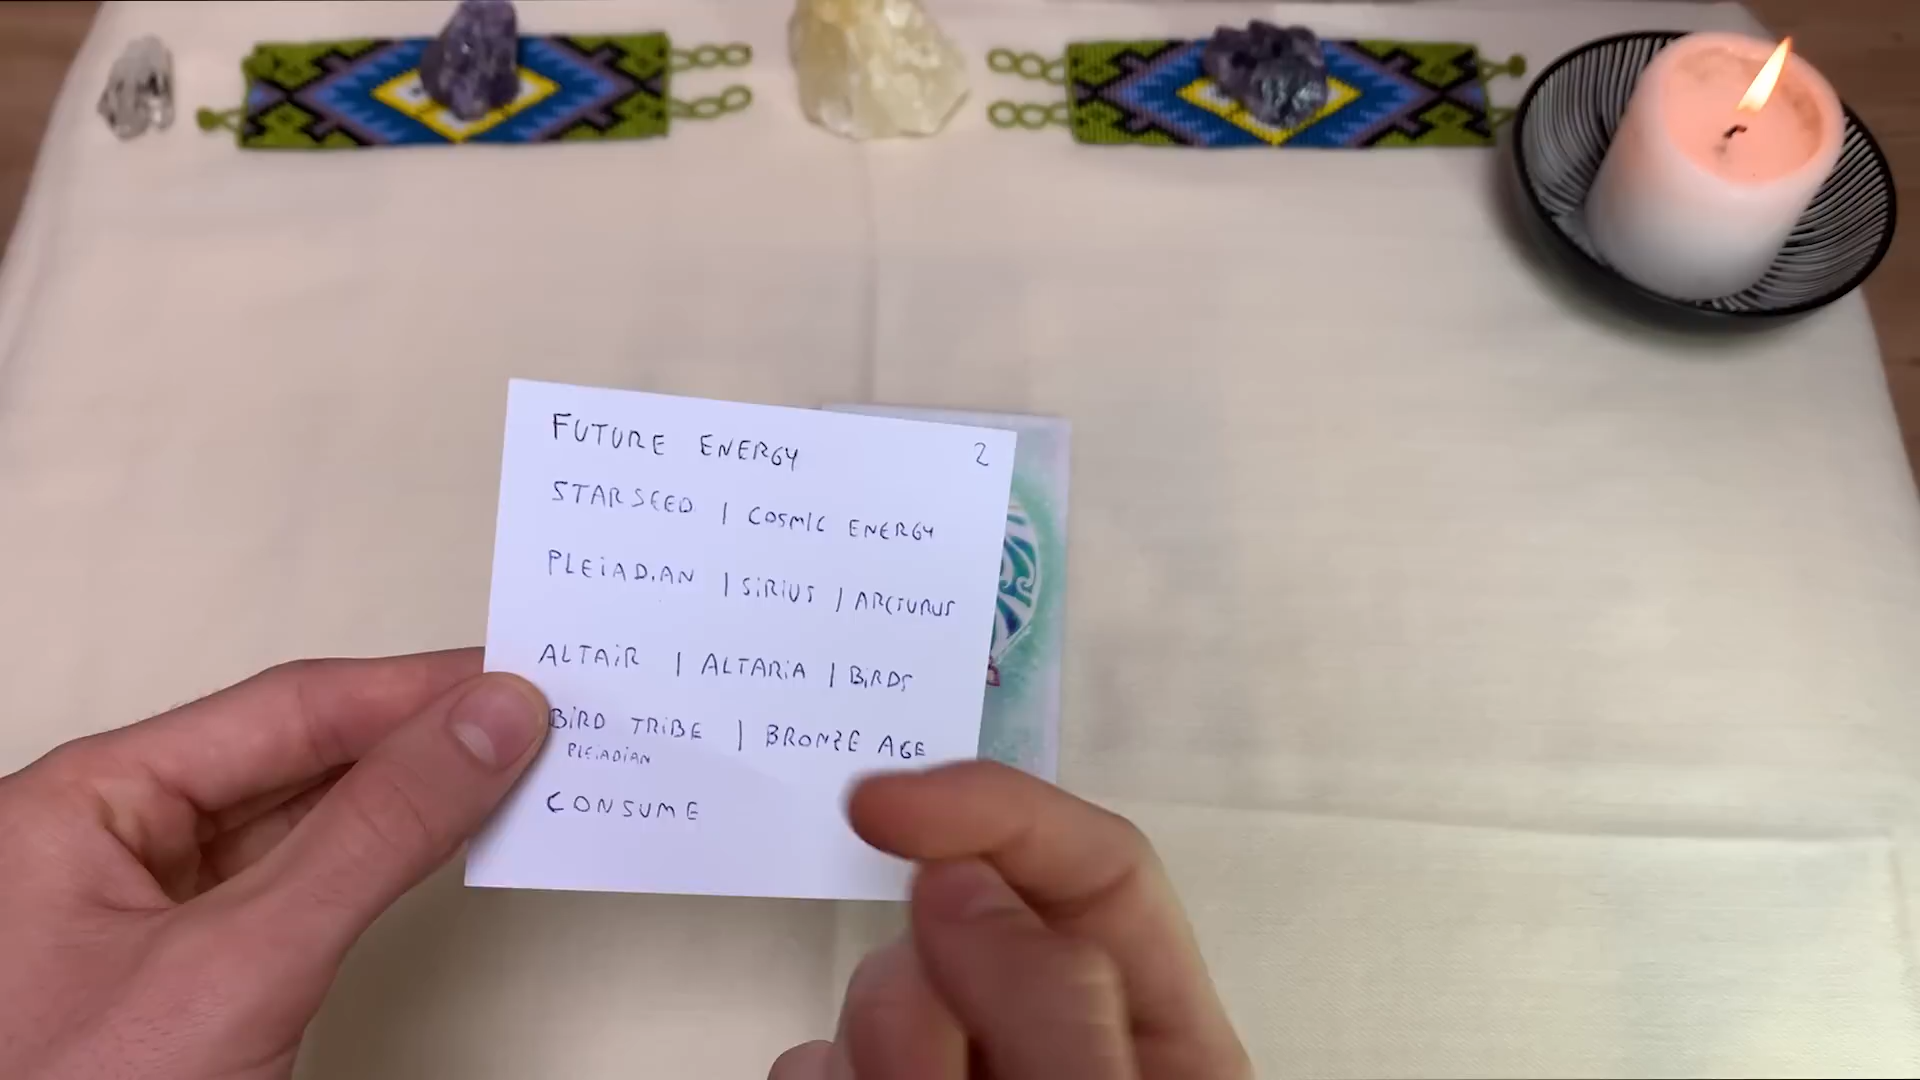 FUTURE ENERGY 2
STARSEED | COSMIC ENERGY
PLEIADIAN | SIRIUS | ARCTURUS
ALTAIR | ALTARIA | BIRDS
BIRD TRIBE | BRONZE AGE
PLEIADIAN
CONSUME